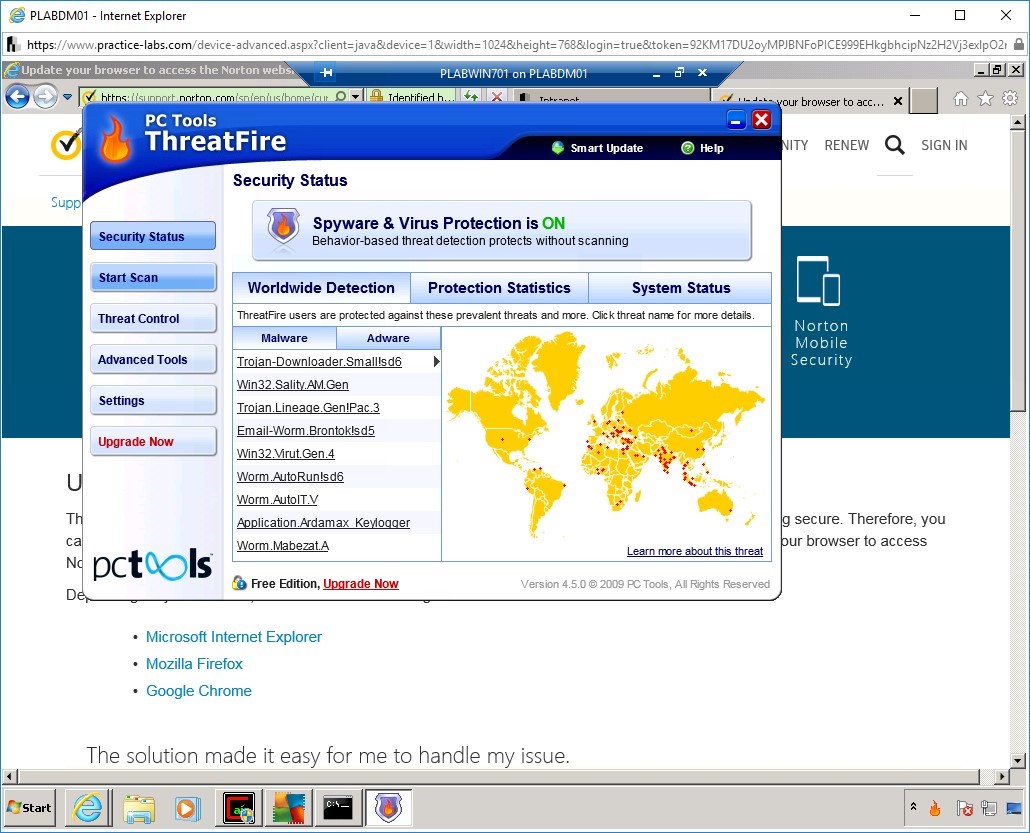 PLABDM01 - Internet Explorer
https://www.practice-labs.com/device-advanced.aspx?client=java&device=1&width=1024&height=768&login=true&token=92KM17DU2oyMPJBNFoPICE999EHkgbhcipNz2H2Vj3exIpO2r
Update your browser to access the Norton websi
PLABWIN701 on PLABDM01
https://support.norton.com/sp/en/us/home/cur
Identified b...
Intranet
Update your browser to acc...
PC Tools
ThreatFire
Smart Update
Help
NITY
RENEW
SIGN IN
Supp
Security Status
Security Status
Start Scan
Threat Control
Advanced Tools
Settings
Upgrade Now
Spyware & Virus Protection is ON
Behavior-based threat detection protects without scanning
Worldwide Detection
Protection Statistics
System Status
ThreatFire users are protected against these prevalent threats and more. Click threat name for more details.
Malware
Adware
Trojan-Downloader.Small!sd6
Win32.Sality.AM.Gen
Trojan.Lineage.Gen!Pac.3
Email-Worm.Brontok!sd5
Win32.Virut.Gen.4
Worm.AutoRun!sd6
Worm.AutoIT.V
Application.Ardamax_Keylogger
Worm.Mabezat.A
Learn more about this threat
pctools
Free Edition, Upgrade Now
Version 4.5.0 © 2009 PC Tools, All Rights Reserved
Norton
Mobile
Security
U
Th
g secure. Therefore, you
ca
our browser to access
No
De
Microsoft Internet Explorer
Mozilla Firefox
Google Chrome
The solution made it easy for me to handle my issue.
Start